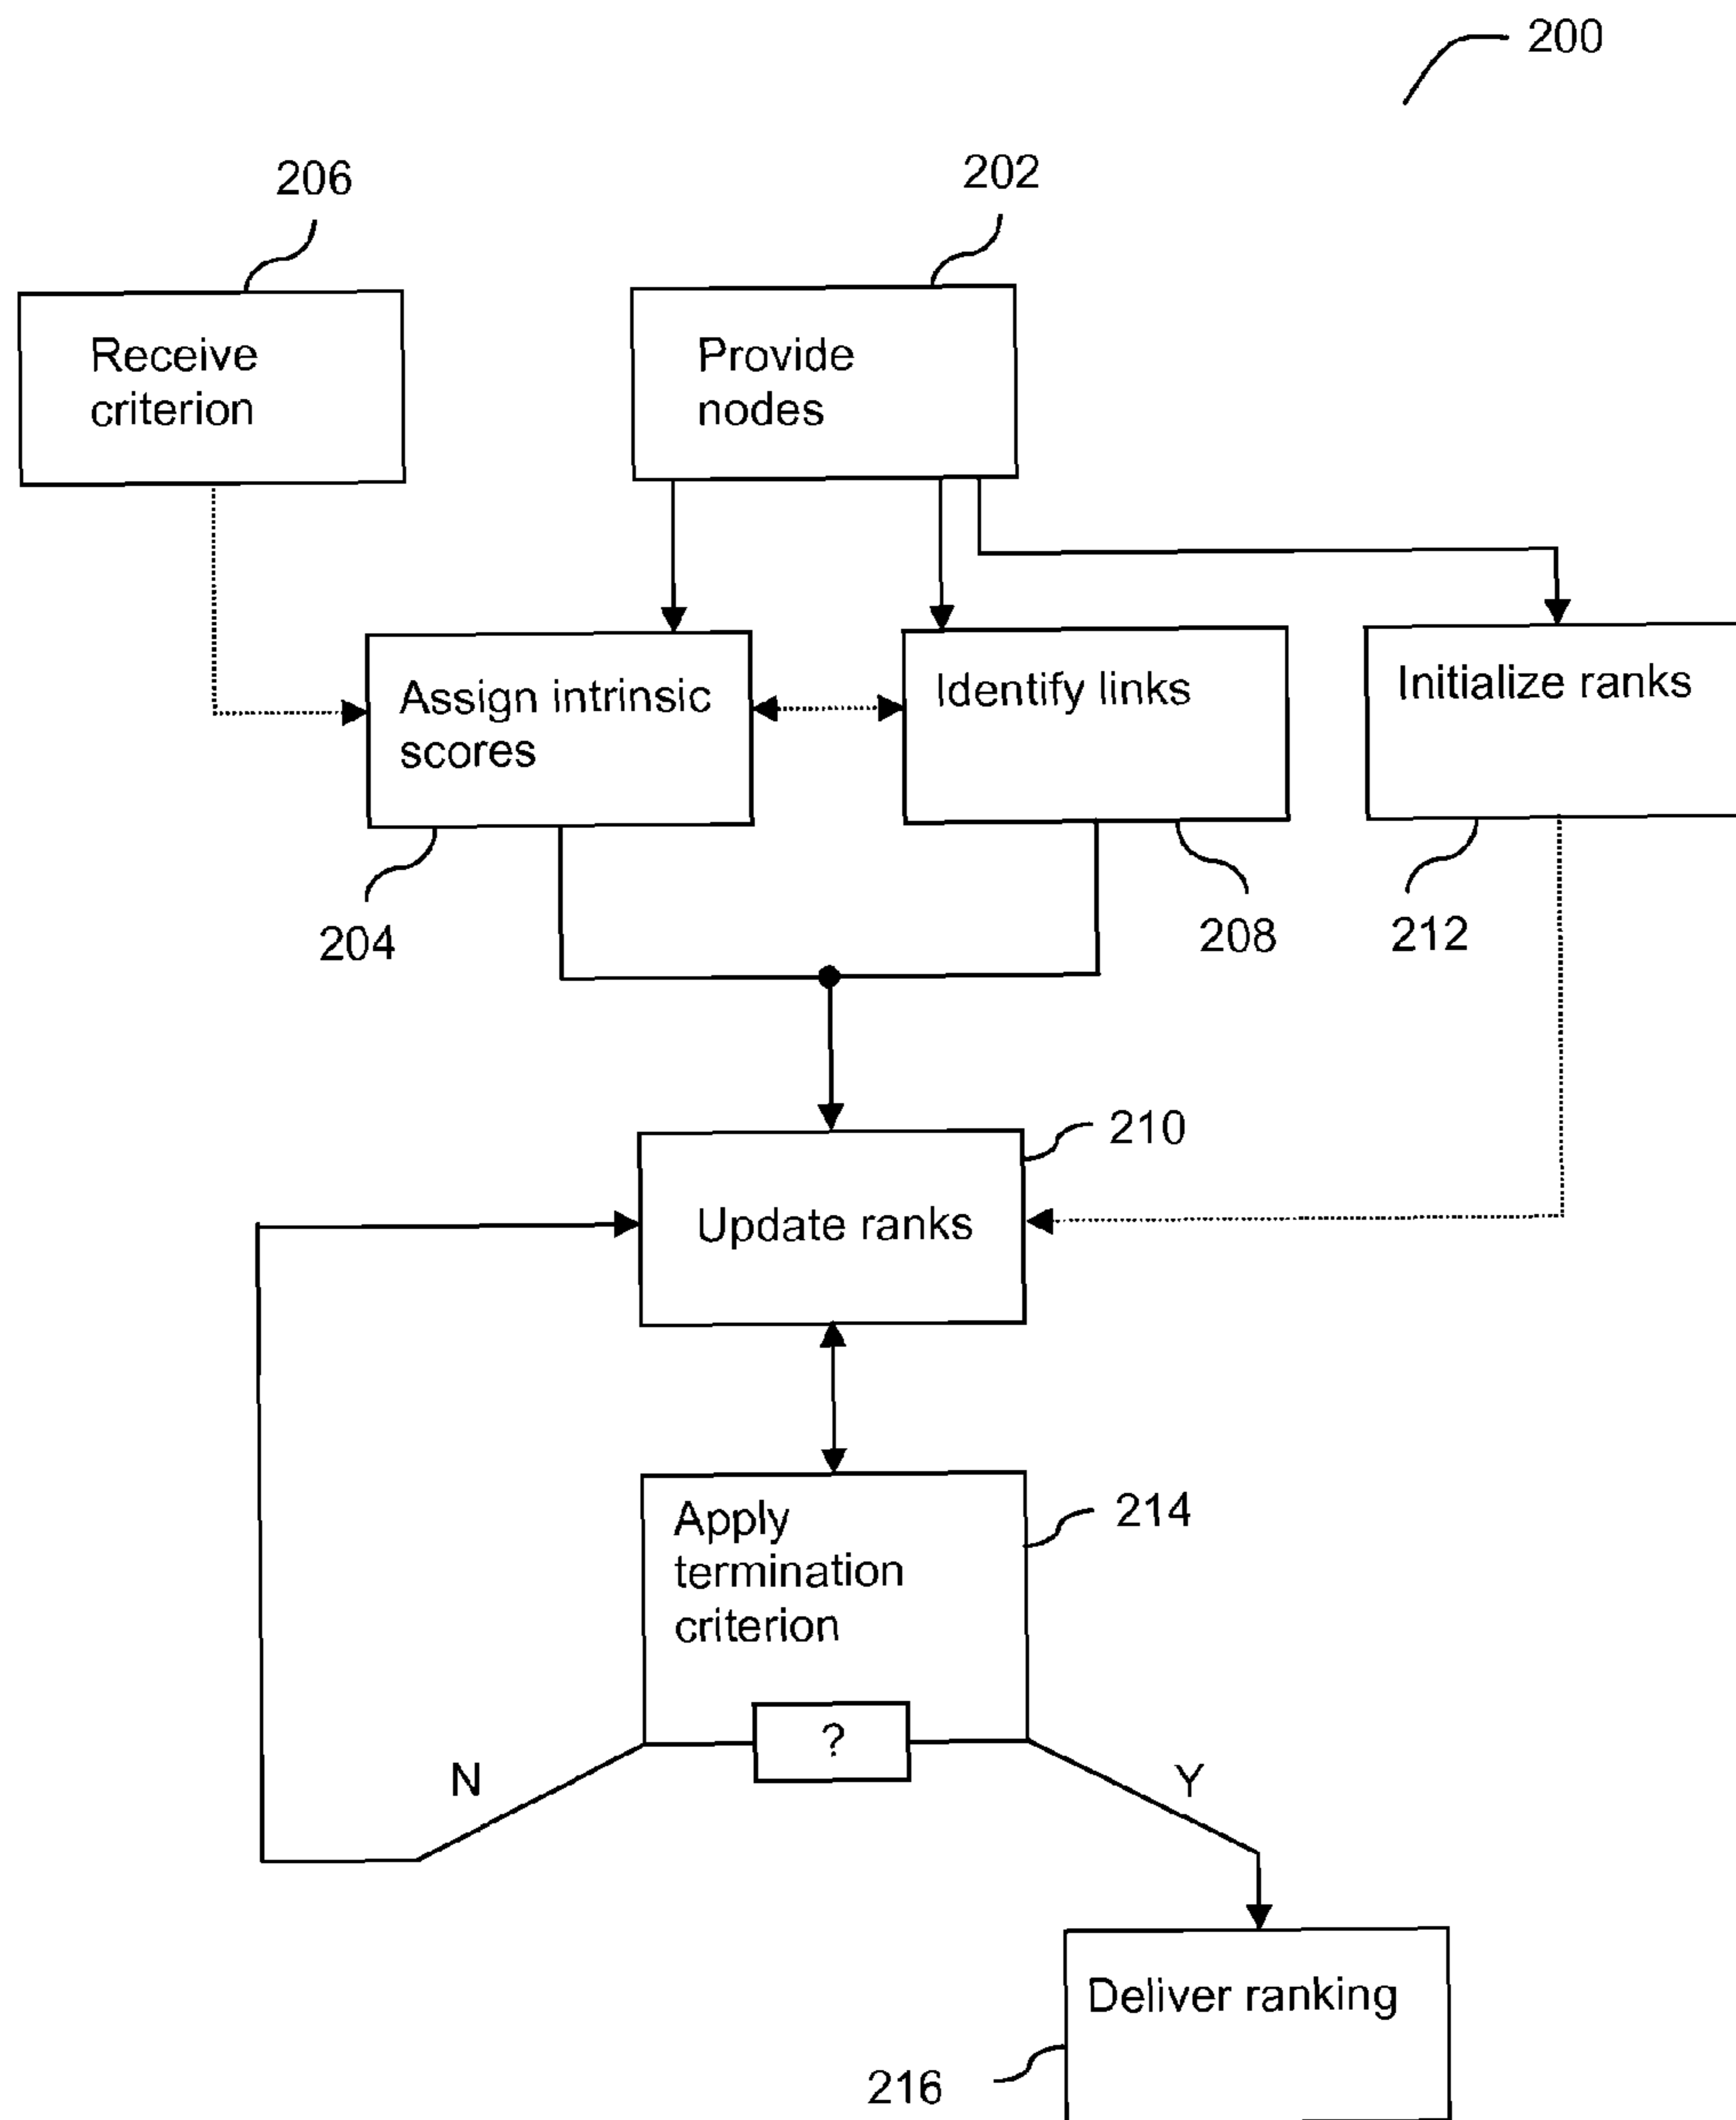 200
206
202
Receive
criterion
Provide
nodes
Assign intrinsic
scores
Identify links
Initialize ranks
204
208
212
210
Update ranks
214
Apply
termination
criterion
?
N
Y
Deliver ranking
216